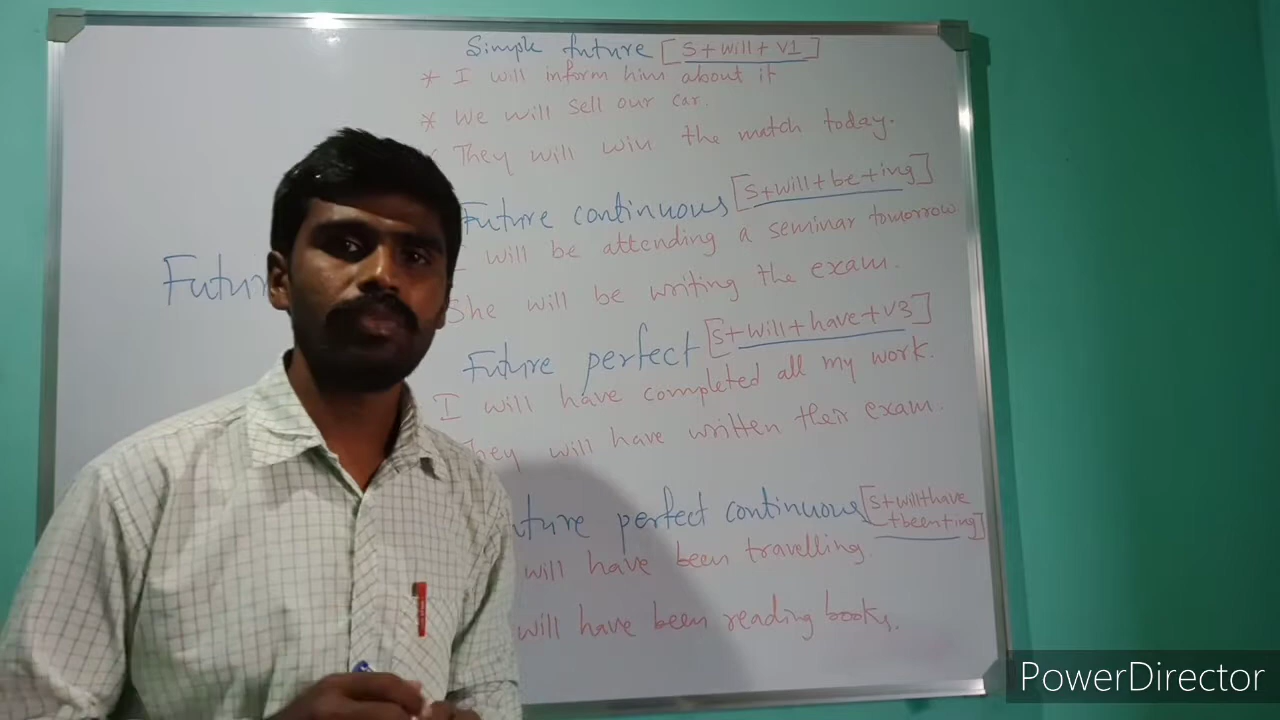 Simple future [S+will+V1]
* I will inform him about it
* We will sell our car.
They will win the match today.
Future continuous [S+will+be+ing]
will be attending a seminar tomorrow
Futur
She will be writing the exam.
Future perfect [S+will+have+V3]
I will have completed all my work.
hey will have written their exam.
uture perfect continuous [S+will+have
+been+ing]
will have been travelling.
will have been reading books.
PowerDirector